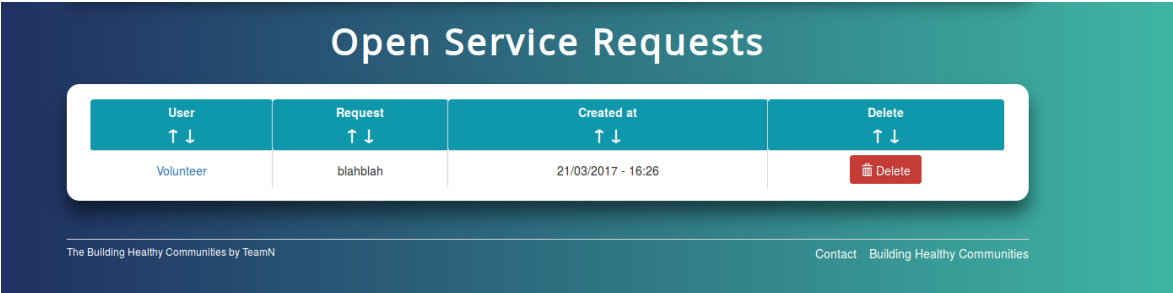 Open Service Requests
User Request Created at Delete
↑↓ ↑↓ ↑↓ ↑↓
Volunteer blahblah 21/03/2017 - 16:26 Delete
The Building Healthy Communities by TeamN Contact Building Healthy Communities